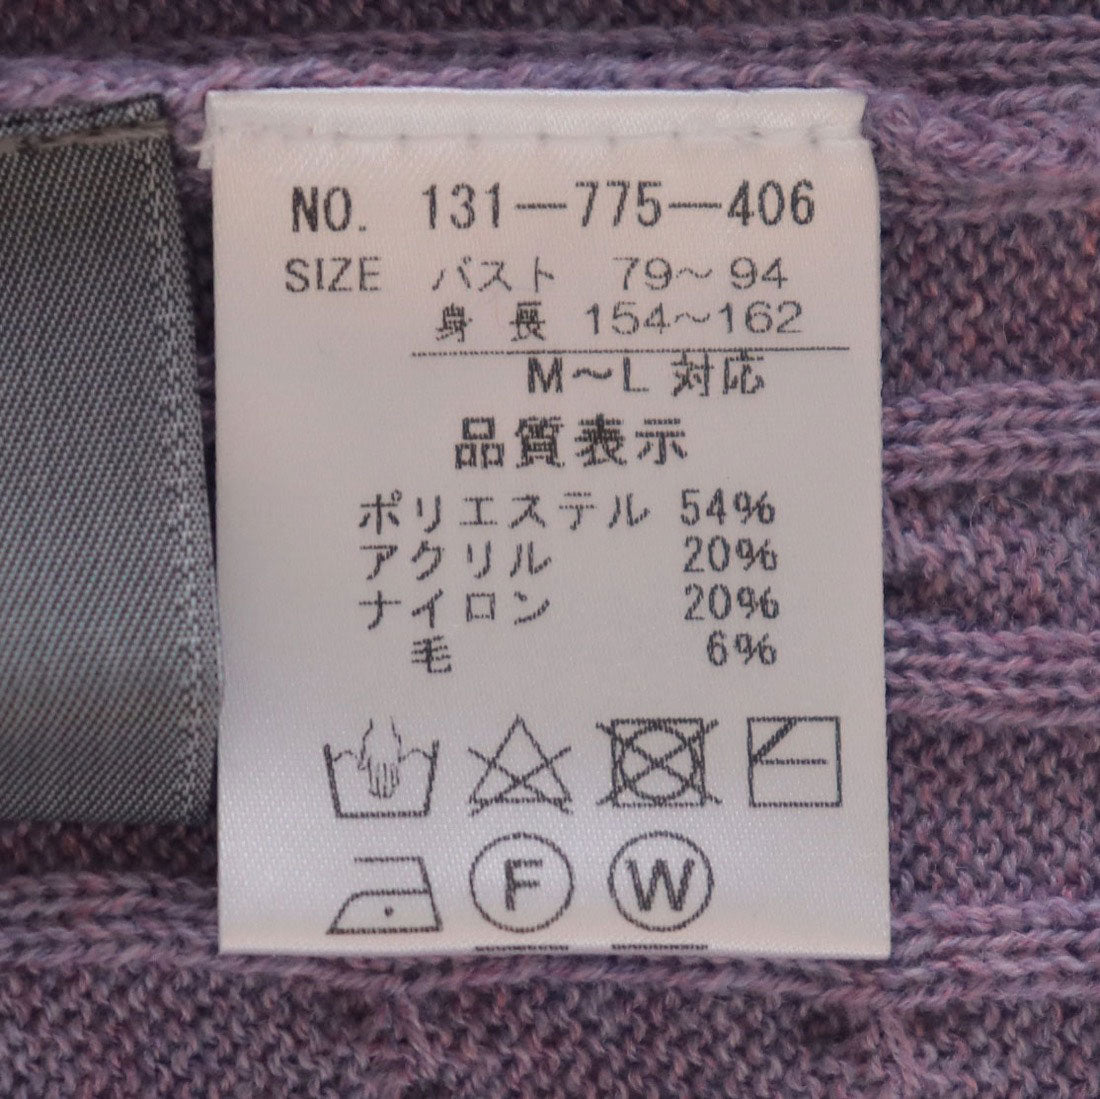 NO. 131—775—406
SIZE バスト 79～94
身長 154～162
M～L 対応
品質表示
ポリエステル 54%
アクリル 20%
ナイロン 20%
毛 6%
F W